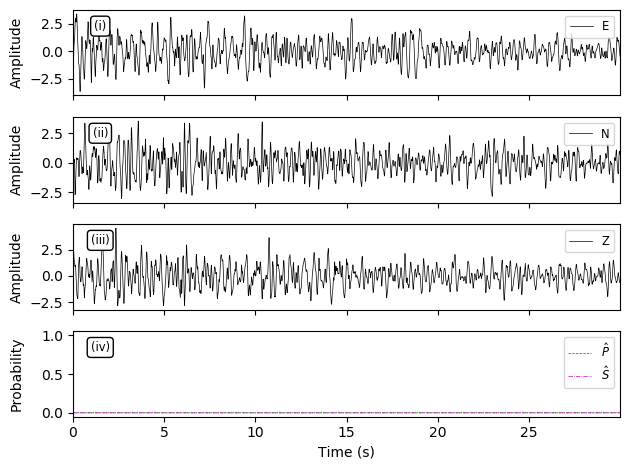 Amplitude
2.5
0.0
−2.5
(i)
E
Amplitude
2.5
0.0
−2.5
(ii)
N
Amplitude
2.5
0.0
−2.5
(iii)
Z
Probability
1.0
0.5
0.0
(iv)
P̂
Ŝ
0 5 10 15 20 25
Time (s)